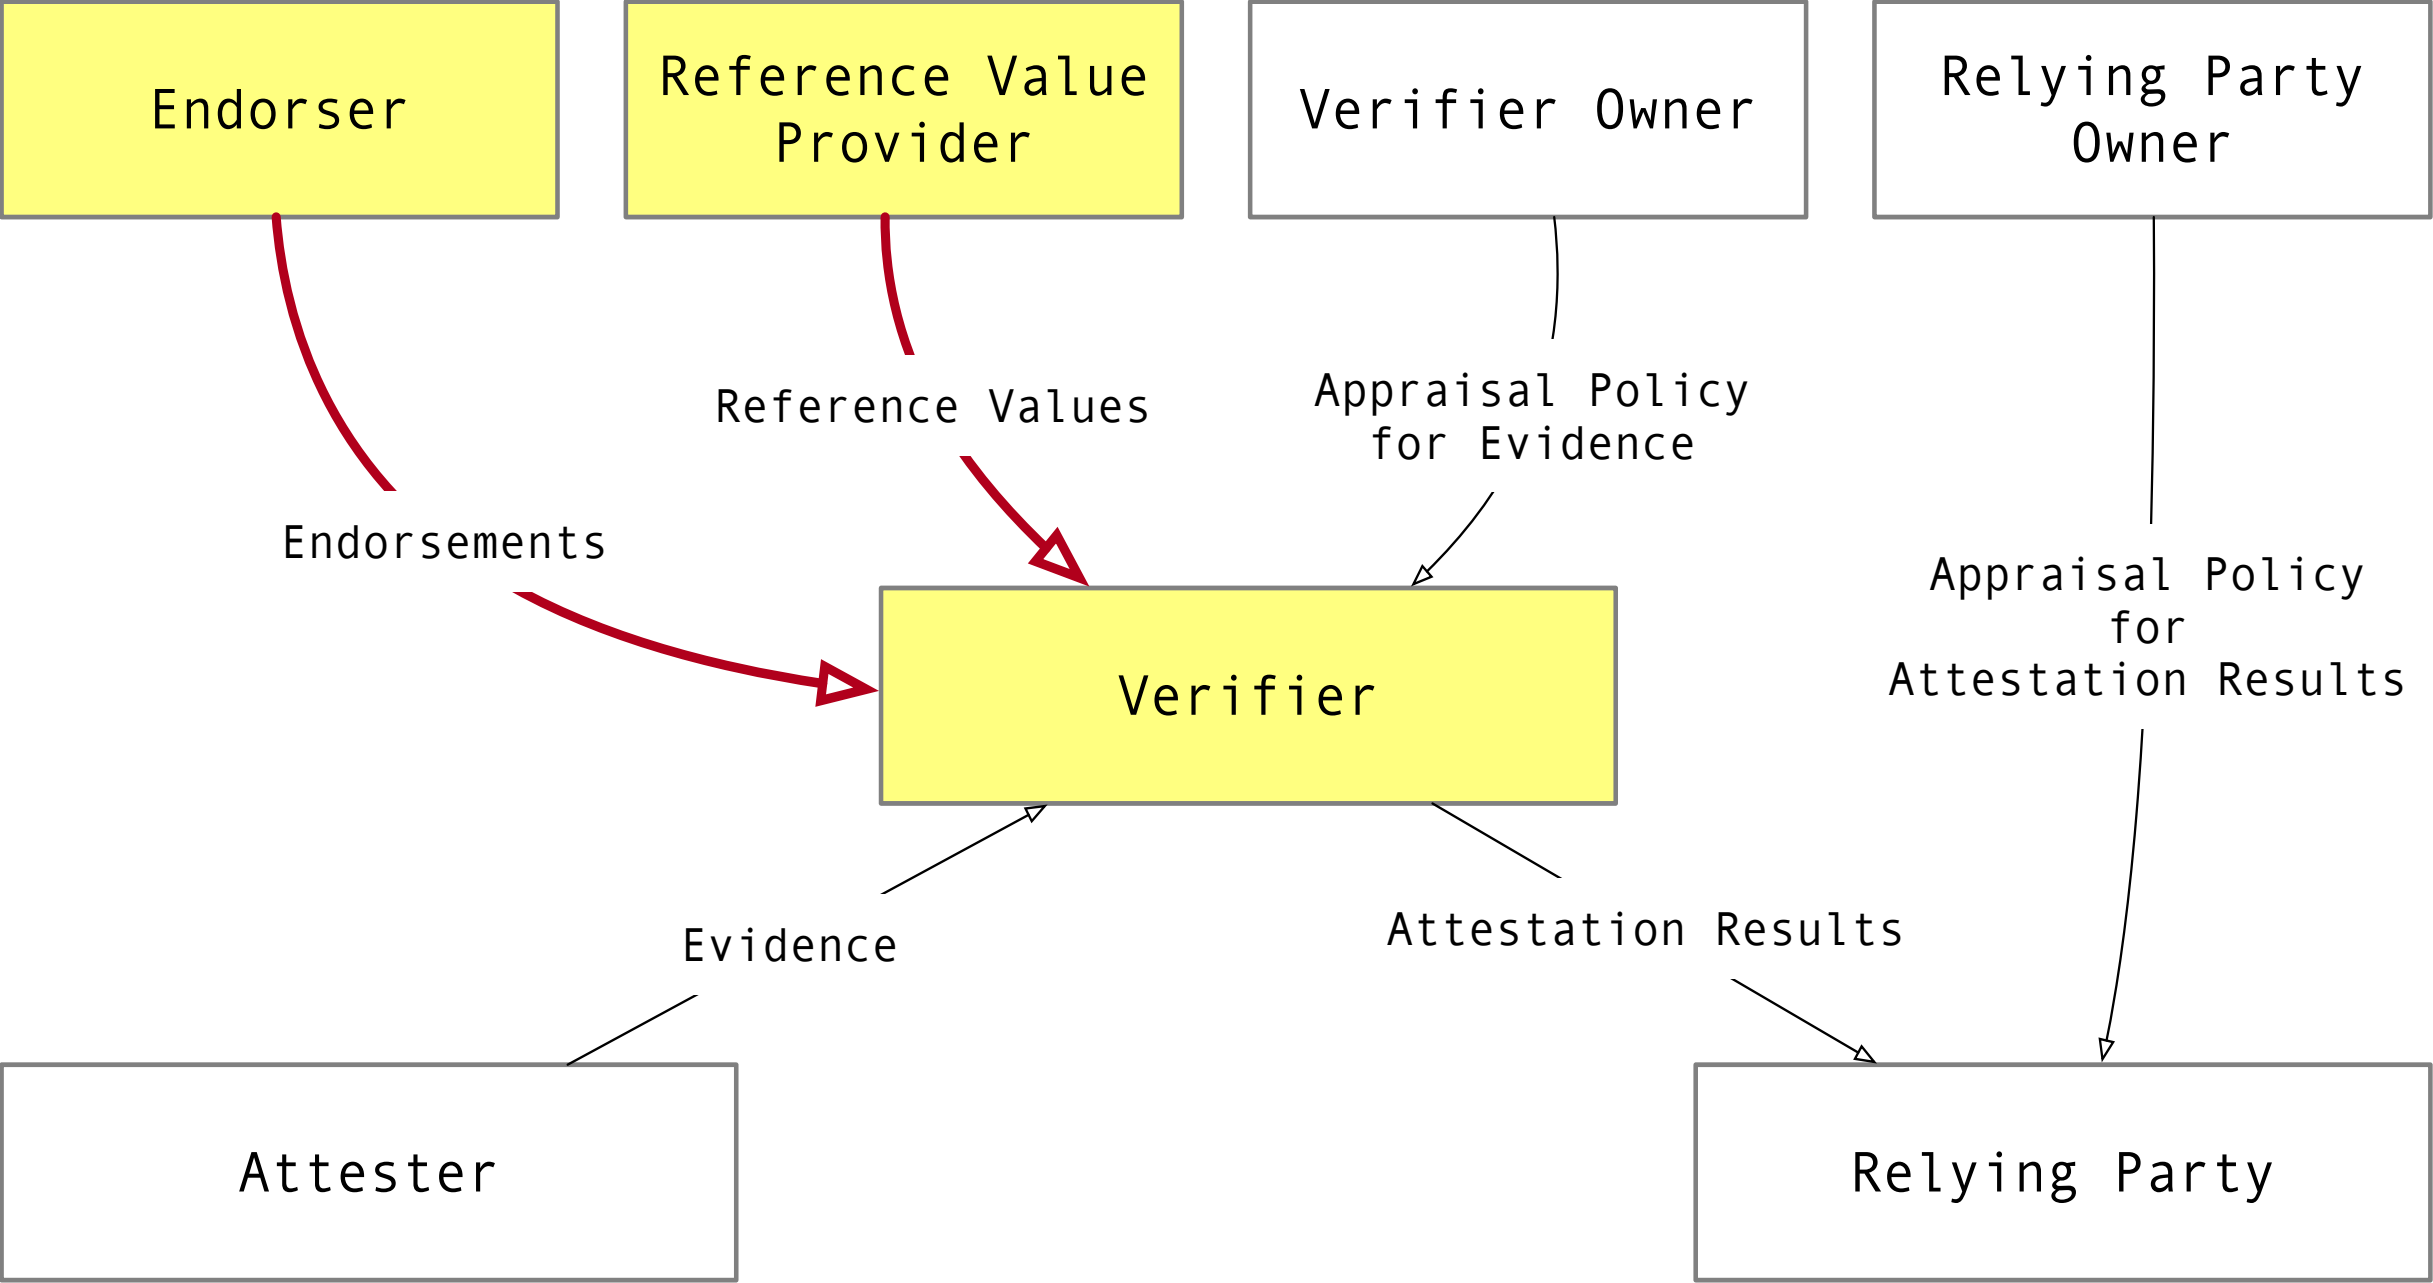 Endorser
Reference Value
Provider
Verifier Owner
Relying Party
Owner
Reference Values
Appraisal Policy
for Evidence
Endorsements
Appraisal Policy
for
Attestation Results
Verifier
Evidence
Attestation Results
Attester
Relying Party